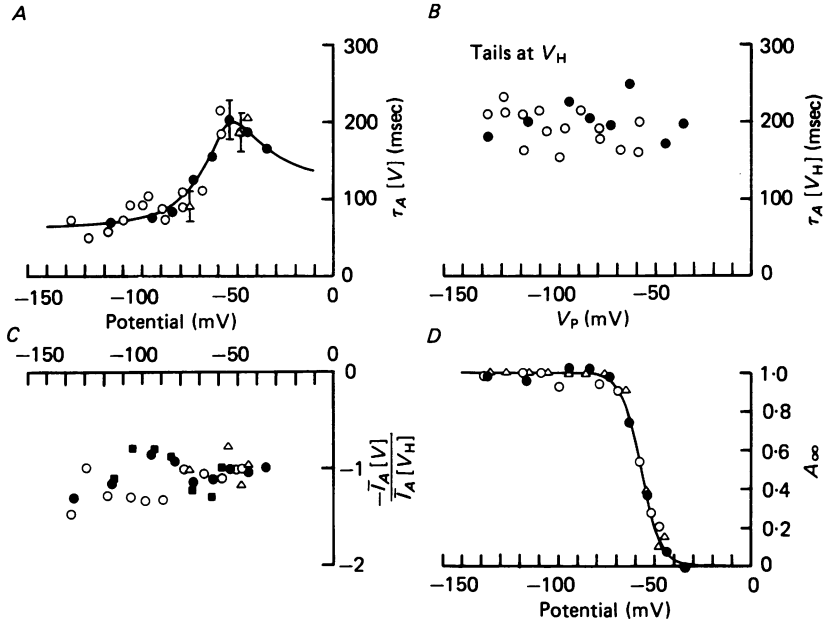 A
300
200
100
0
τA [V] (msec)
−150 −100 −50 0
Potential (mV)
B
Tails at VH
300
200
100
0
τA [VH] (msec)
−150 −100 −50 0
VP (mV)
C
−150 −100 −50 0
0
−1
−2
−ĪA [V]
ĪA [VH]
D
1·0
0·8
0·6
0·4
0·2
0
A∞
−150 −100 −50 0
Potential (mV)